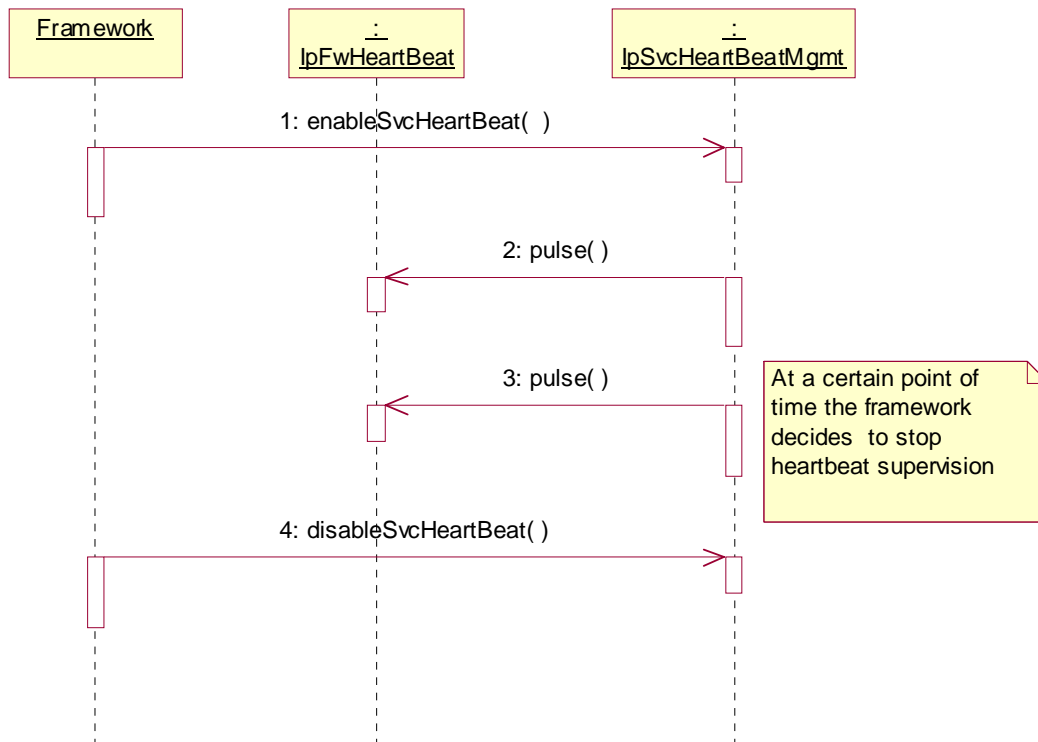 Framework
:
IpFwHeartBeat
:
IpSvcHeartBeatMgmt
1: enableSvcHeartBeat( )
2: pulse( )
3: pulse( )
At a certain point of
time the framework
decides to stop
heartbeat supervision
4: disableSvcHeartBeat( )